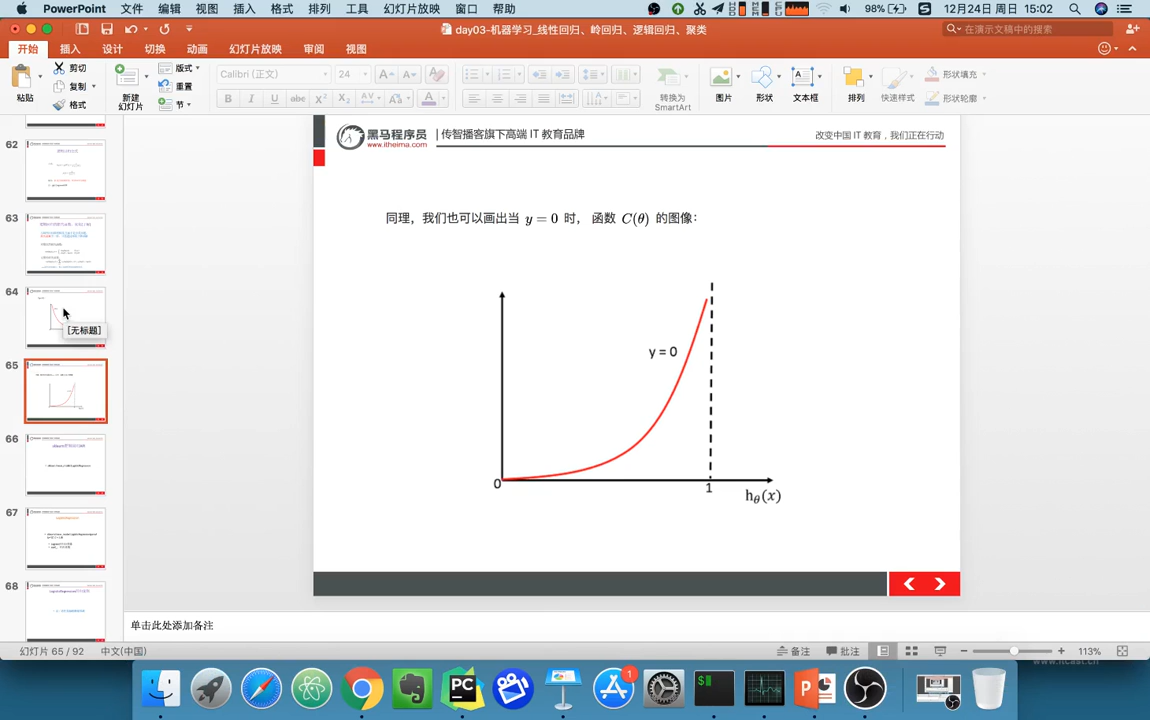 PowerPoint 文件 编辑 视图 插入 格式 排列 工具 幻灯片放映 窗口 帮助 98% 12月24日 周日 15:02
day03-机器学习_线性回归、岭回归、逻辑回归、聚类
在演示文稿中的搜索
开始 插入 设计 切换 动画 幻灯片放映 审阅 视图
粘贴
剪切
复制
格式
新建
幻灯片
版式
重置
节
Calibri (正文) 24
转换为
SmartArt
图片
形状
文本框
排列
快速样式
形状填充
形状轮廓
62
63
64
[无标题]
65
66
67
68
黑马程序员
www.itheima.com
传智播客旗下高端 IT 教育品牌
改变中国 IT 教育，我们正在行动
同理，我们也可以画出当 y = 0 时， 函数 C(θ) 的图像：
y = 0
0
1
hθ(x)
单击此处添加备注
幻灯片 65 / 92 中文(中国)
备注 批注 113%
www.itcast.cn
PC
1
$
P